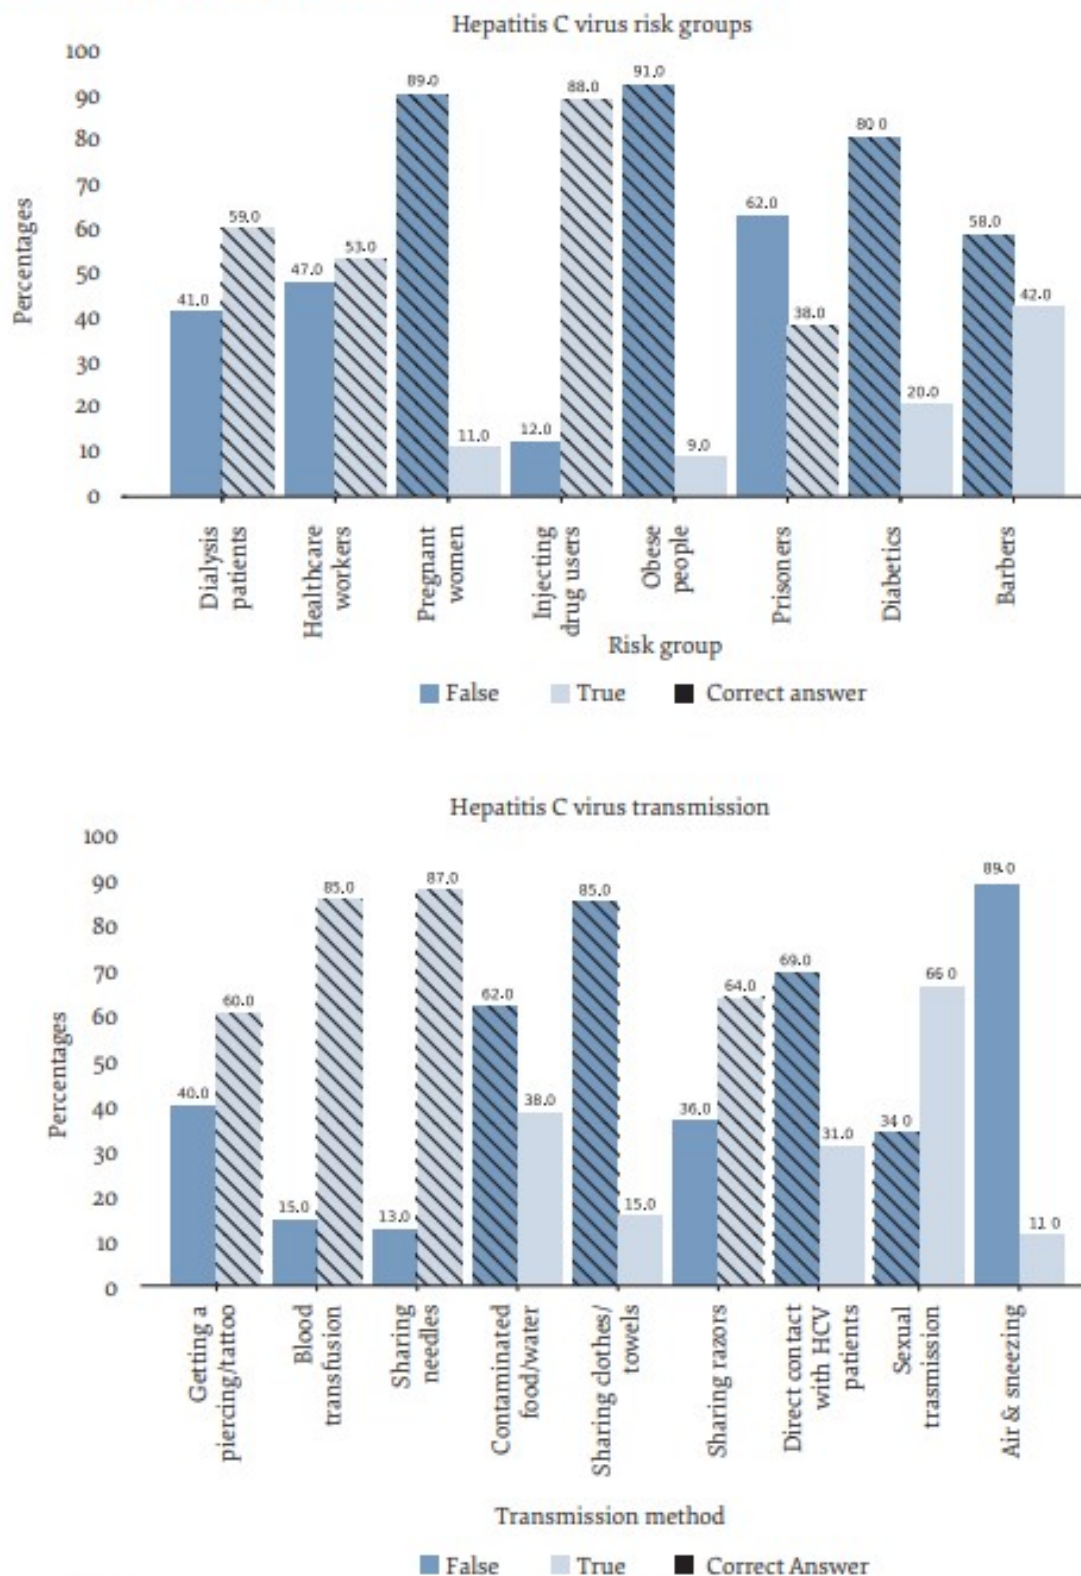 Hepatitis C virus risk groups
Percentages
100
90
80
70
60
50
40
30
20
10
0
41.0
59.0
47.0
53.0
89.0
11.0
12.0
88.0
91.0
9.0
62.0
38.0
80 0
20.0
58.0
42.0
Dialysis
patients
Healthcare
workers
Pregnant
women
Injecting
drug users
Obese
people
Prisoners
Diabetics
Barbers
Risk group
False True Correct answer
Hepatitis C virus transmission
Percentages
100
90
80
70
60
50
40
30
20
10
0
40.0
60.0
15.0
85.0
13.0
87.0
62.0
38.0
85.0
15.0
36.0
64.0
69.0
31.0
34 0
66 0
89.0
11 0
Getting a
piercing/tattoo
Blood
transfusion
Sharing
needles
Contaminated
food/water
Sharing clothes/
towels
Sharing razors
Direct contact
with HCV
patients
Sexual
trasmission
Air & sneezing
Transmission method
False True Correct Answer